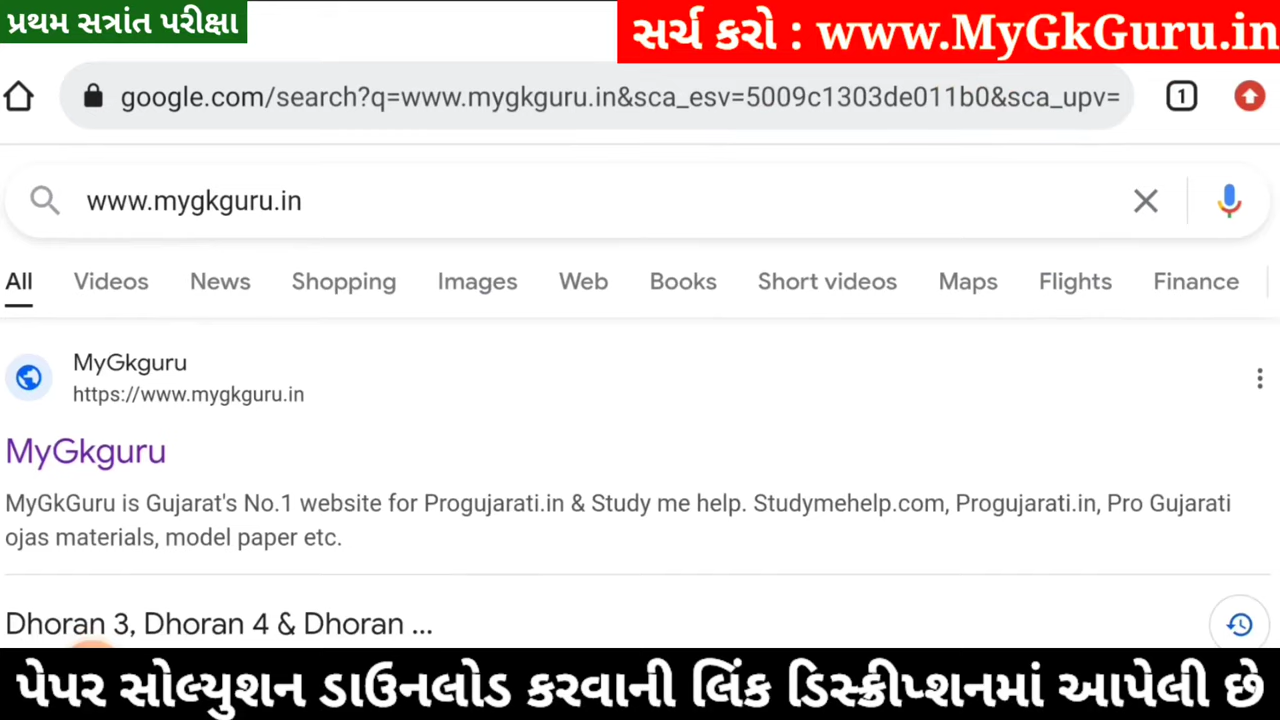 પ્રથમ સત્રાંત પરીક્ષા
સર્ચ કરો : www.MyGkGuru.in
google.com/search?q=www.mygkguru.in&sca_esv=5009c1303de011b0&sca_upv=
1
www.mygkguru.in
All Videos News Shopping Images Web Books Short videos Maps Flights Finance
MyGkguru
https://www.mygkguru.in
MyGkguru
MyGkGuru is Gujarat's No.1 website for Progujarati.in & Study me help. Studymehelp.com, Progujarati.in, Pro Gujarati
ojas materials, model paper etc.
Dhoran 3, Dhoran 4 & Dhoran ...
પેપર સોલ્યુશન ડાઉનલોડ કરવાની લિંક ડિસ્ક્રીપ્શનમાં આપેલી છે